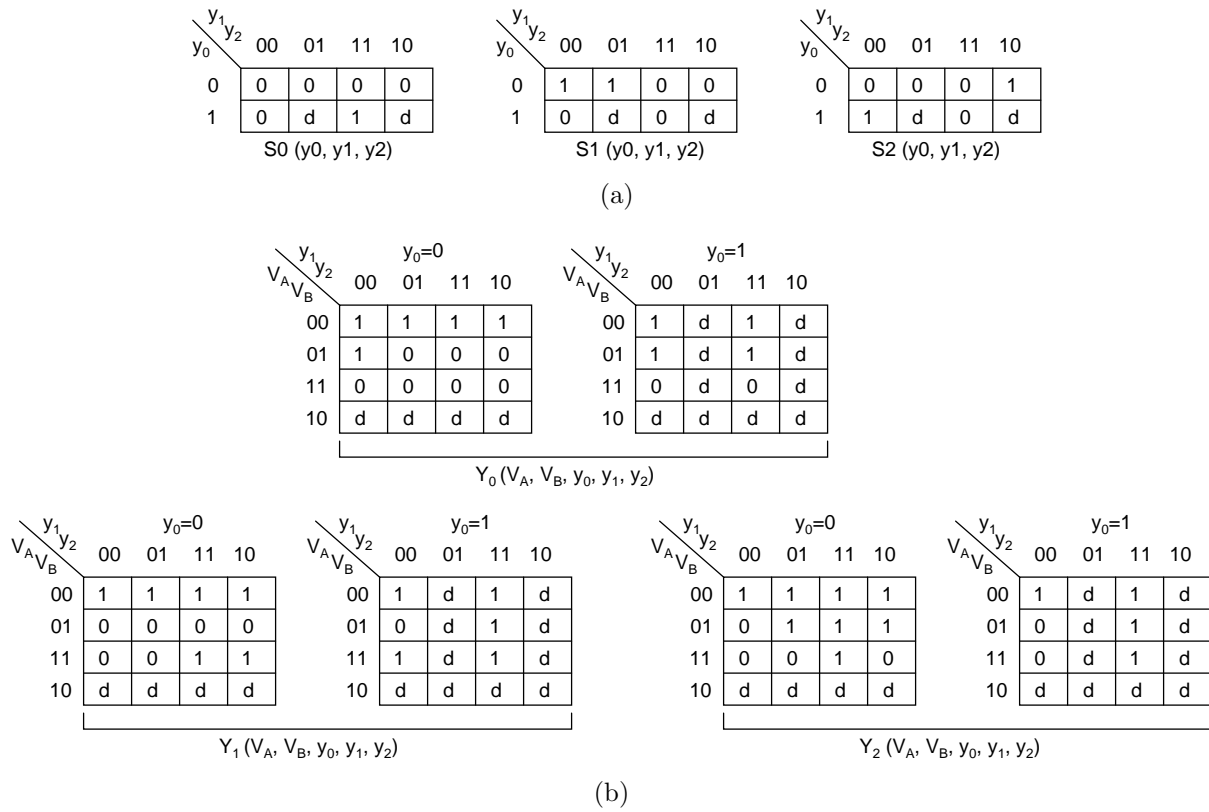 y1y2 y0 00 01 11 10
0 0 0 0 0
1 0 d 1 d
S0 (y0, y1, y2)
y1y2 y0 00 01 11 10
0 1 1 0 0
1 0 d 0 d
S1 (y0, y1, y2)
y1y2 y0 00 01 11 10
0 0 0 0 1
1 1 d 0 d
S2 (y0, y1, y2)
(a)
y1y2 VAVB y0=0
00 01 11 10
00 1 1 1 1
01 1 0 0 0
11 0 0 0 0
10 d d d d
y1y2 VAVB y0=1
00 01 11 10
00 1 d 1 d
01 1 d 1 d
11 0 d 0 d
10 d d d d
Y0 (VA, VB, y0, y1, y2)
y1y2 VAVB y0=0
00 01 11 10
00 1 1 1 1
01 0 0 0 0
11 0 0 1 1
10 d d d d
y1y2 VAVB y0=1
00 01 11 10
00 1 d 1 d
01 0 d 1 d
11 1 d 1 d
10 d d d d
Y1 (VA, VB, y0, y1, y2)
y1y2 VAVB y0=0
00 01 11 10
00 1 1 1 1
01 0 1 1 1
11 0 0 1 0
10 d d d d
y1y2 VAVB y0=1
00 01 11 10
00 1 d 1 d
01 0 d 1 d
11 0 d 1 d
10 d d d d
Y2 (VA, VB, y0, y1, y2)
(b)